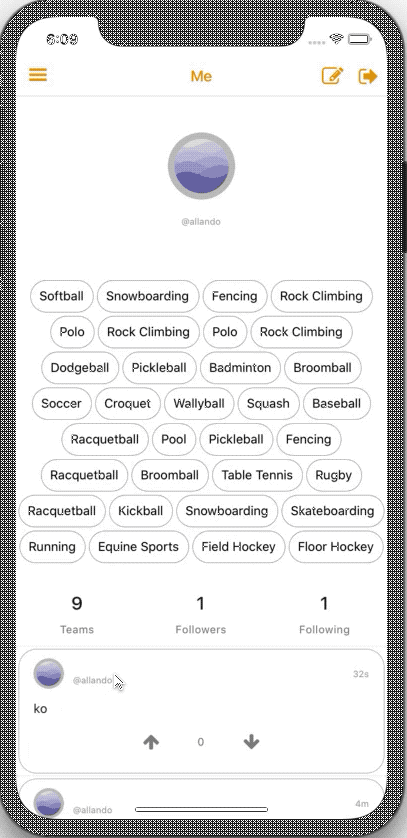 6:09
Me
@allando
Softball Snowboarding Fencing Rock Climbing
Polo Rock Climbing Polo Rock Climbing
Dodgeball Pickleball Badminton Broomball
Soccer Croquet Wallyball Squash Baseball
Racquetball Pool Pickleball Fencing
Racquetball Broomball Table Tennis Rugby
Racquetball Kickball Snowboarding Skateboarding
Running Equine Sports Field Hockey Floor Hockey
9 1 1
Teams Followers Following
@allando 32s
ko
0
@allando 4m